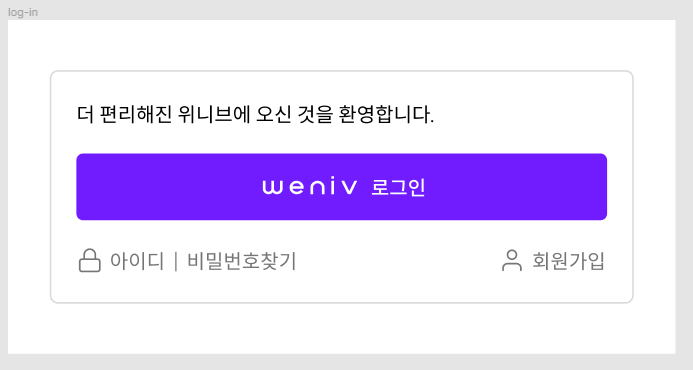 log-in
더 편리해진 위니브에 오신 것을 환영합니다.
weniv 로그인
아이디 | 비밀번호찾기
회원가입